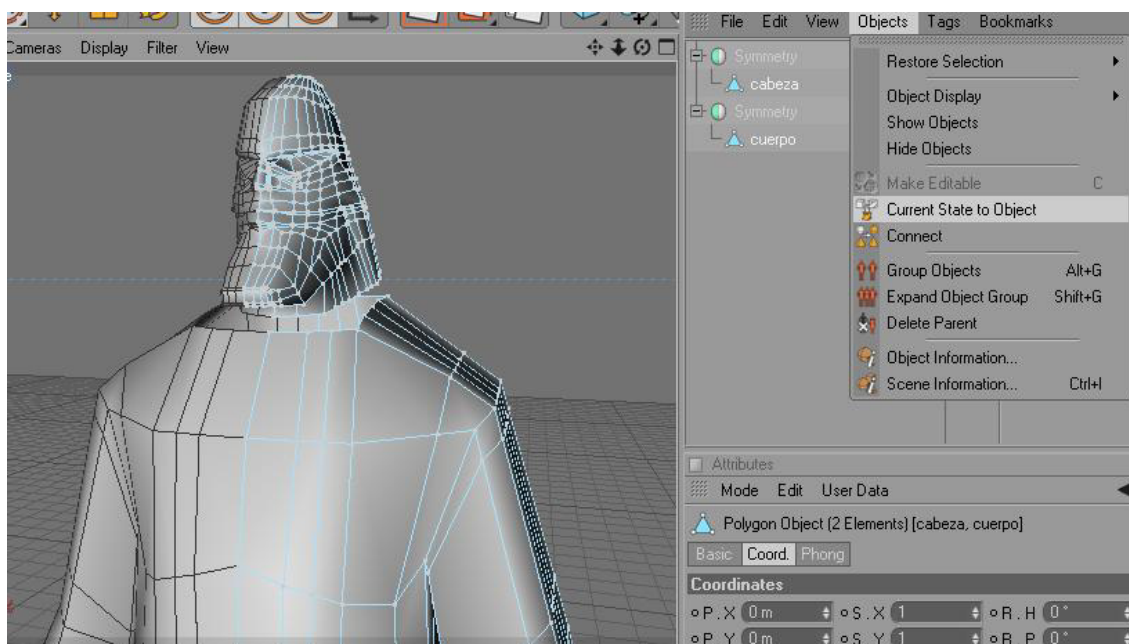 Cameras Display Filter View
File Edit View Objects Tags Bookmarks
Symmetry
cabeza
Symmetry
cuerpo
Restore Selection
Object Display
Show Objects
Hide Objects
Make Editable C
Current State to Object
Connect
Group Objects Alt+G
Expand Object Group Shift+G
Delete Parent
Object Information...
Scene Information... Ctrl+I
Attributes
Mode Edit User Data
Polygon Object (2 Elements) [cabeza, cuerpo]
Basic Coord. Phong
Coordinates
P . X 0 m S . X 1 R . H 0 °
P . Y 0 m S . Y 1 R . P 0 °